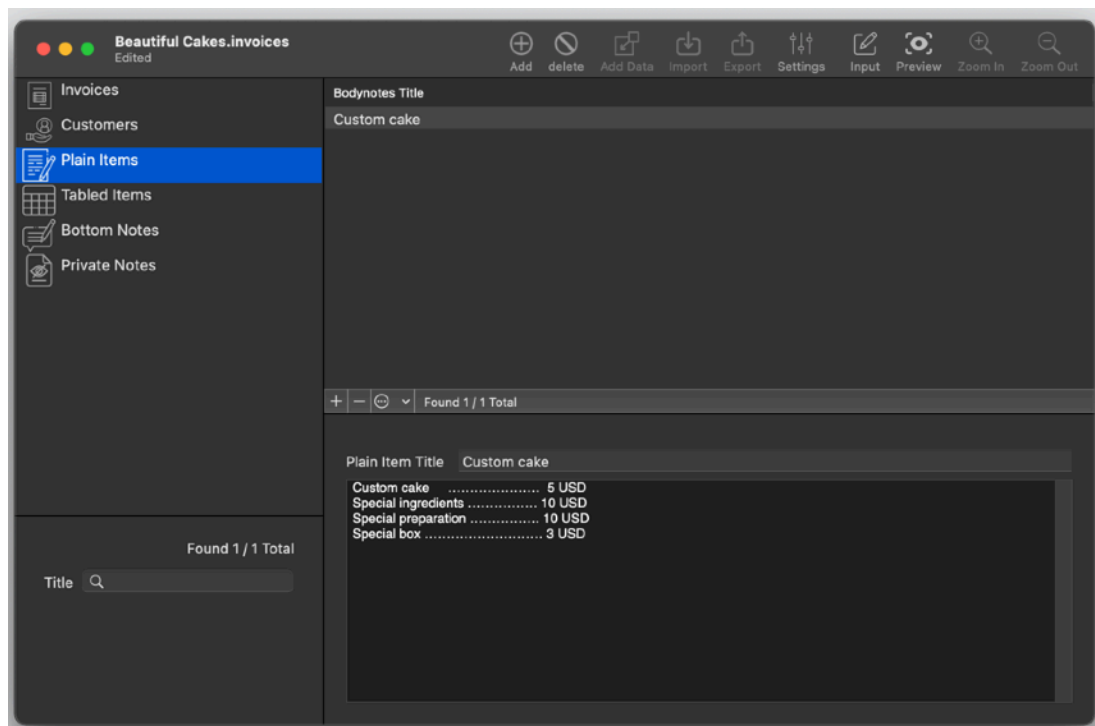 Beautiful Cakes.invoices
Edited
Add delete Add Data Import Export Settings Input Preview Zoom In Zoom Out
Invoices
Customers
Plain Items
Tabled Items
Bottom Notes
Private Notes
Found 1 / 1 Total
Title
Bodynotes Title
Custom cake
Found 1 / 1 Total
Plain Item Title Custom cake
Custom cake ..................... 5 USD
Special ingredients ................ 10 USD
Special preparation ................ 10 USD
Special box ........................... 3 USD